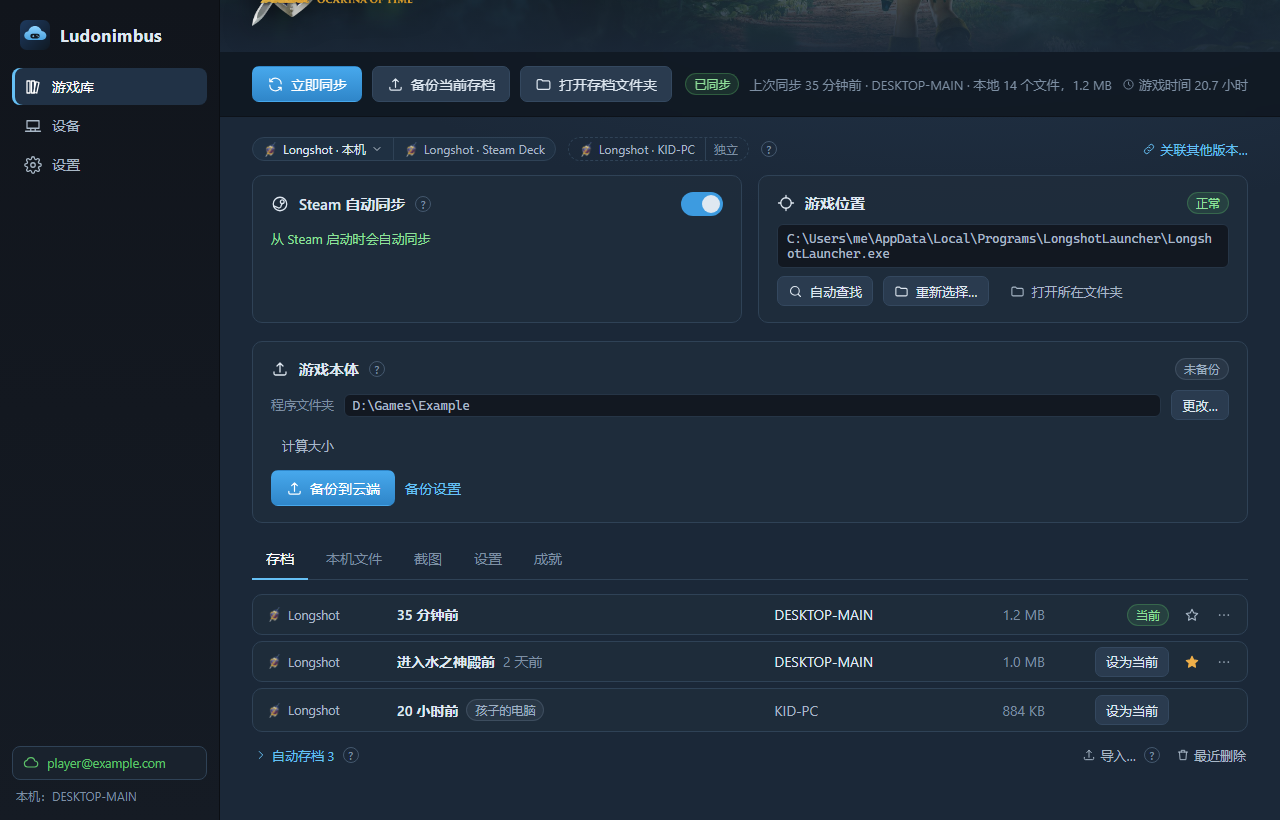 OCARINA OF TIME
Ludonimbus
游戏库
设备
设置
立即同步
备份当前存档
打开存档文件夹
已同步
上次同步 35 分钟前 · DESKTOP-MAIN · 本地 14 个文件，1.2 MB
游戏时间 20.7 小时
Longshot · 本机
Longshot · Steam Deck
Longshot · KID-PC
独立
?
关联其他版本...
Steam 自动同步
?
从 Steam 启动时会自动同步
游戏位置
正常
C:\Users\me\AppData\Local\Programs\LongshotLauncher\Longsh
otLauncher.exe
自动查找
重新选择...
打开所在文件夹
游戏本体
?
未备份
程序文件夹
D:\Games\Example
更改...
计算大小
备份到云端
备份设置
存档
本机文件
截图
设置
成就
Longshot
35 分钟前
DESKTOP-MAIN
1.2 MB
当前
Longshot
进入水之神殿前 2 天前
DESKTOP-MAIN
1.0 MB
设为当前
Longshot
20 小时前
孩子的电脑
KID-PC
884 KB
设为当前
自动存档 3
?
导入...
?
最近删除
player@example.com
本机：DESKTOP-MAIN